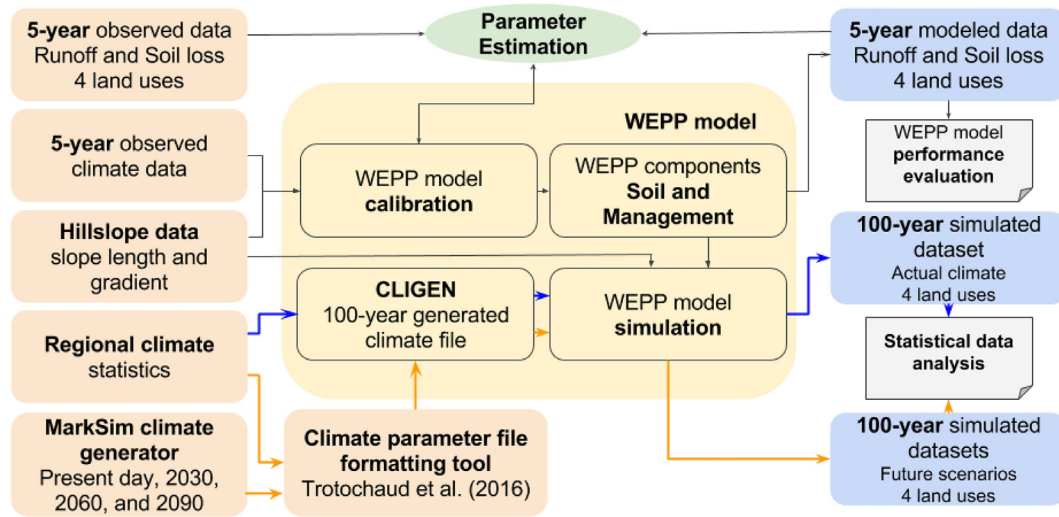 5-year observed data
Runoff and Soil loss
4 land uses
Parameter
Estimation
5-year modeled data
Runoff and Soil loss
4 land uses
5-year observed
climate data
WEPP model
WEPP model
calibration
WEPP components
Soil and
Management
WEPP model
performance
evaluation
Hillslope data
slope length and
gradient
100-year simulated
dataset
Actual climate
4 land uses
CLIGEN
100-year generated
climate file
WEPP model
simulation
Regional climate
statistics
Statistical data
analysis
MarkSim climate
generator
Present day, 2030,
2060, and 2090
Climate parameter file
formatting tool
Trotochaud et al. (2016)
100-year simulated
datasets
Future scenarios
4 land uses